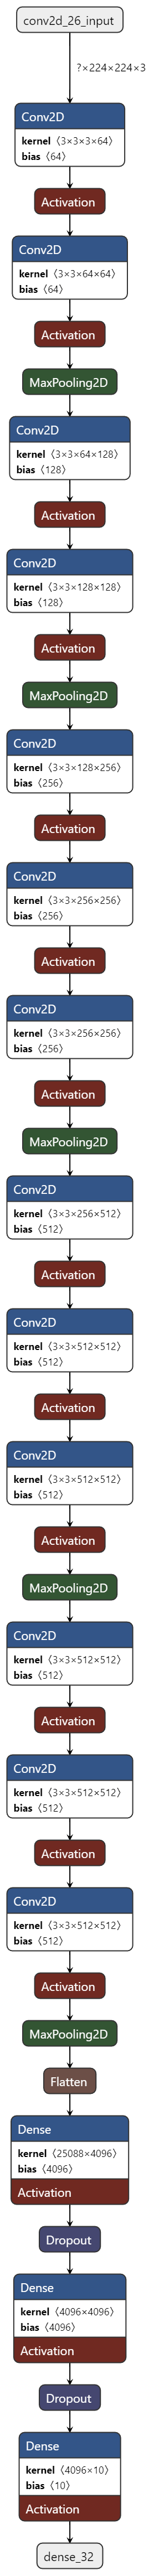 conv2d_26_input
?×224×224×3
Conv2D
kernel〈3×3×3×64〉
bias〈64〉
Activation
Conv2D
kernel〈3×3×64×64〉
bias〈64〉
Activation
MaxPooling2D
Conv2D
kernel〈3×3×64×128〉
bias〈128〉
Activation
Conv2D
kernel〈3×3×128×128〉
bias〈128〉
Activation
MaxPooling2D
Conv2D
kernel〈3×3×128×256〉
bias〈256〉
Activation
Conv2D
kernel〈3×3×256×256〉
bias〈256〉
Activation
Conv2D
kernel〈3×3×256×256〉
bias〈256〉
Activation
MaxPooling2D
Conv2D
kernel〈3×3×256×512〉
bias〈512〉
Activation
Conv2D
kernel〈3×3×512×512〉
bias〈512〉
Activation
Conv2D
kernel〈3×3×512×512〉
bias〈512〉
Activation
MaxPooling2D
Conv2D
kernel〈3×3×512×512〉
bias〈512〉
Activation
Conv2D
kernel〈3×3×512×512〉
bias〈512〉
Activation
Conv2D
kernel〈3×3×512×512〉
bias〈512〉
Activation
MaxPooling2D
Flatten
Dense
kernel〈25088×4096〉
bias〈4096〉
Activation
Dropout
Dense
kernel〈4096×4096〉
bias〈4096〉
Activation
Dropout
Dense
kernel〈4096×10〉
bias〈10〉
Activation
dense_32